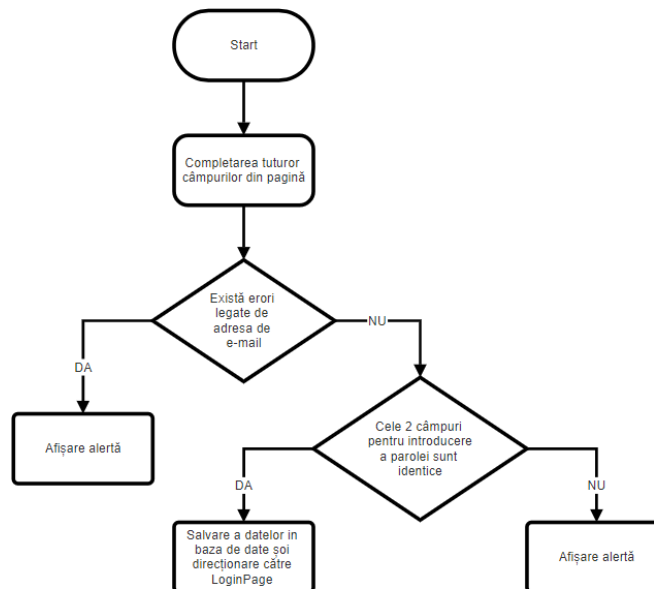 Start
Completarea tuturor
câmpurilor din pagină
Există erori
legate de
adresa de
e-mail
DA
NU
Afișare alertă
Cele 2 câmpuri
pentru introducere
a parolei sunt
identice
DA
NU
Salvare a datelor in
baza de date șoi
direcționare către
LoginPage
Afișare alertă